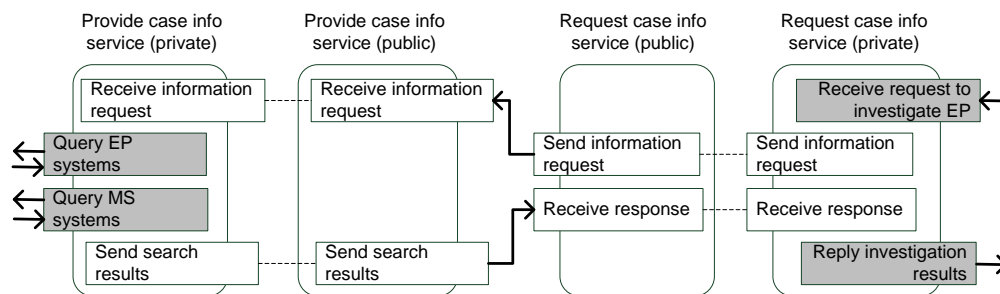 Provide case info
service (private)
Provide case info
service (public)
Request case info
service (public)
Request case info
service (private)
Receive information
request
Receive information
request
Receive request to
investigate EP
Query EP
systems
Send information
request
Send information
request
Query MS
systems
Receive response
Receive response
Send search
results
Send search
results
Reply investigation
results